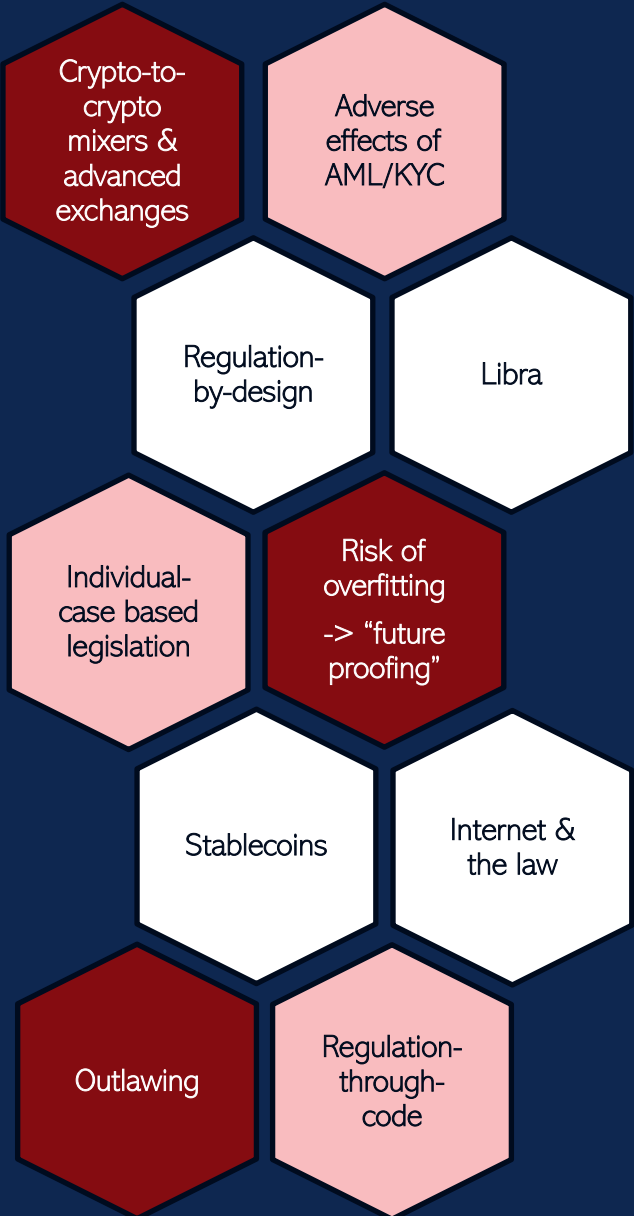 Crypto-to-
crypto
mixers &
advanced
exchanges
Adverse
effects of
AML/KYC
Regulation-
by-design
Libra
Individual-
case based
legislation
Risk of
overfitting
-> “future
proofing”
Stablecoins
Internet &
the law
Outlawing
Regulation-
through-
code